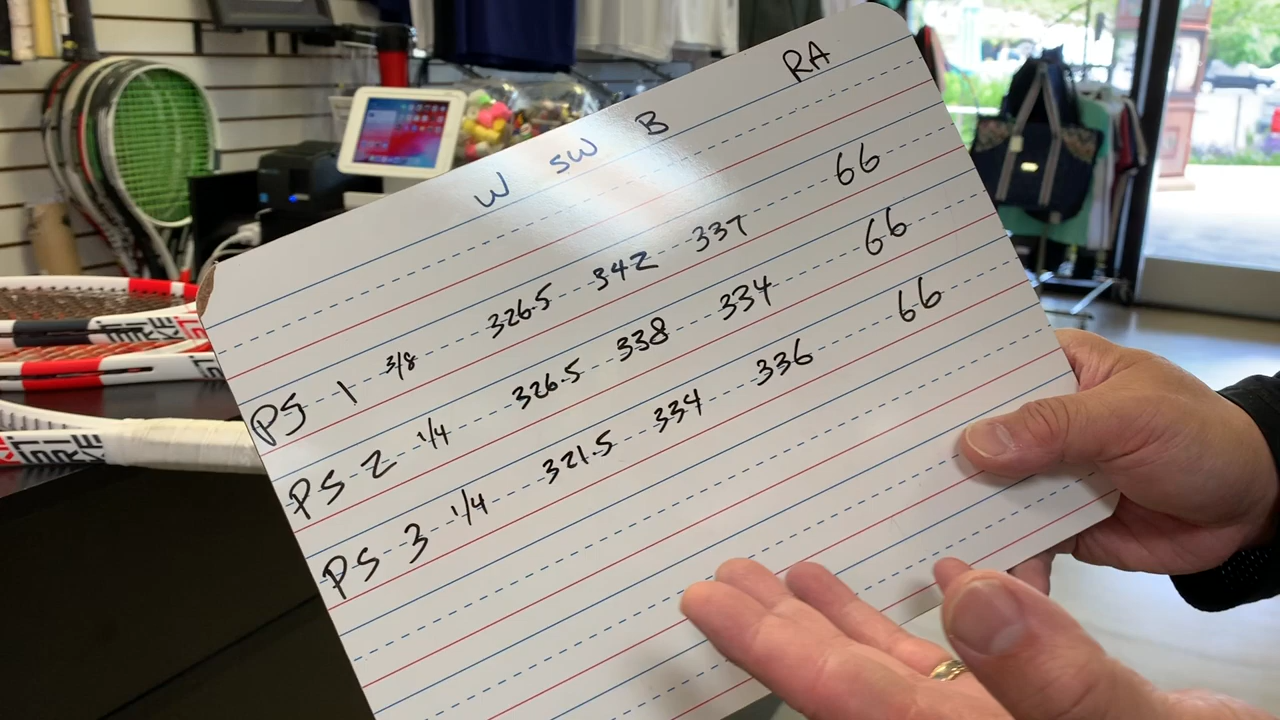 W SW B RA
PS 1 3/8 326.5 342 337 66
PS 2 1/4 326.5 338 334 66
PS 3 1/4 321.5 334 336 66